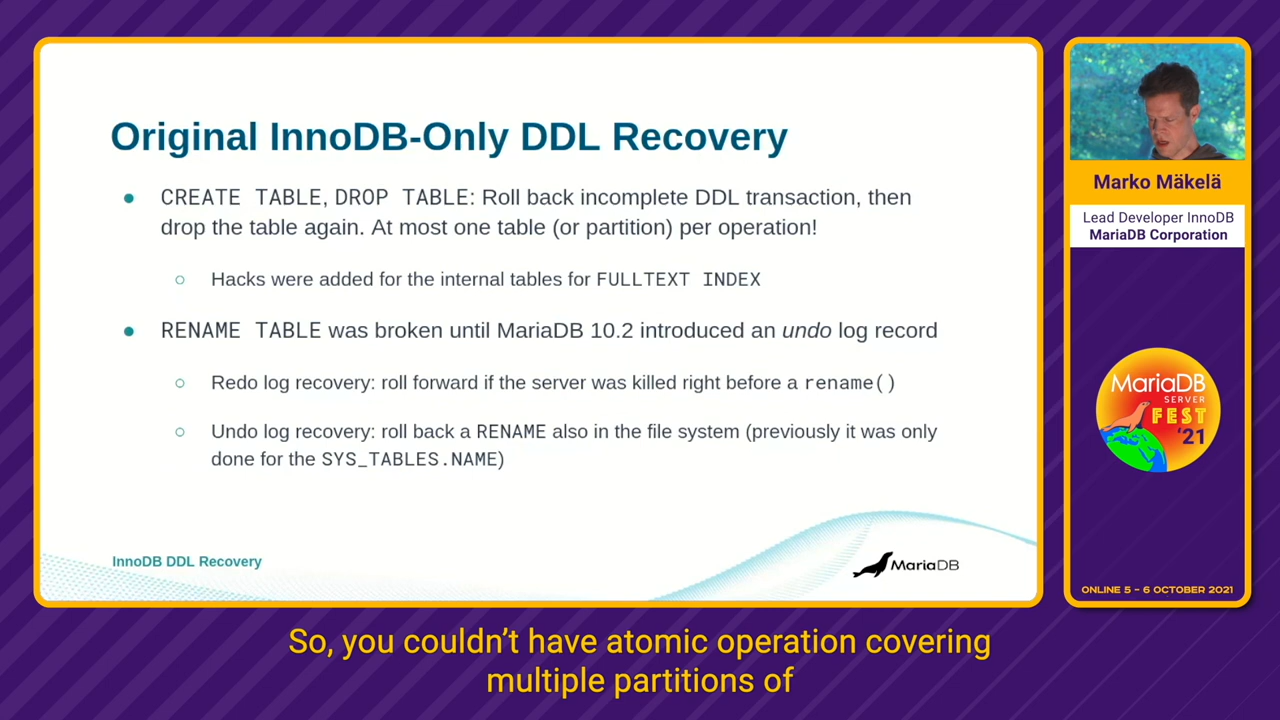 Original InnoDB-Only DDL Recovery
● CREATE TABLE, DROP TABLE: Roll back incomplete DDL transaction, then
drop the table again. At most one table (or partition) per operation!
○ Hacks were added for the internal tables for FULLTEXT INDEX
● RENAME TABLE was broken until MariaDB 10.2 introduced an undo log record
○ Redo log recovery: roll forward if the server was killed right before a rename()
○ Undo log recovery: roll back a RENAME also in the file system (previously it was only
done for the SYS_TABLES.NAME)
InnoDB DDL Recovery
MariaDB
Marko Mäkelä
Lead Developer InnoDB
MariaDB Corporation
MariaDB
SERVER
FEST
'21
ONLINE 5 - 6 OCTOBER 2021
So, you couldn't have atomic operation covering
multiple partitions of